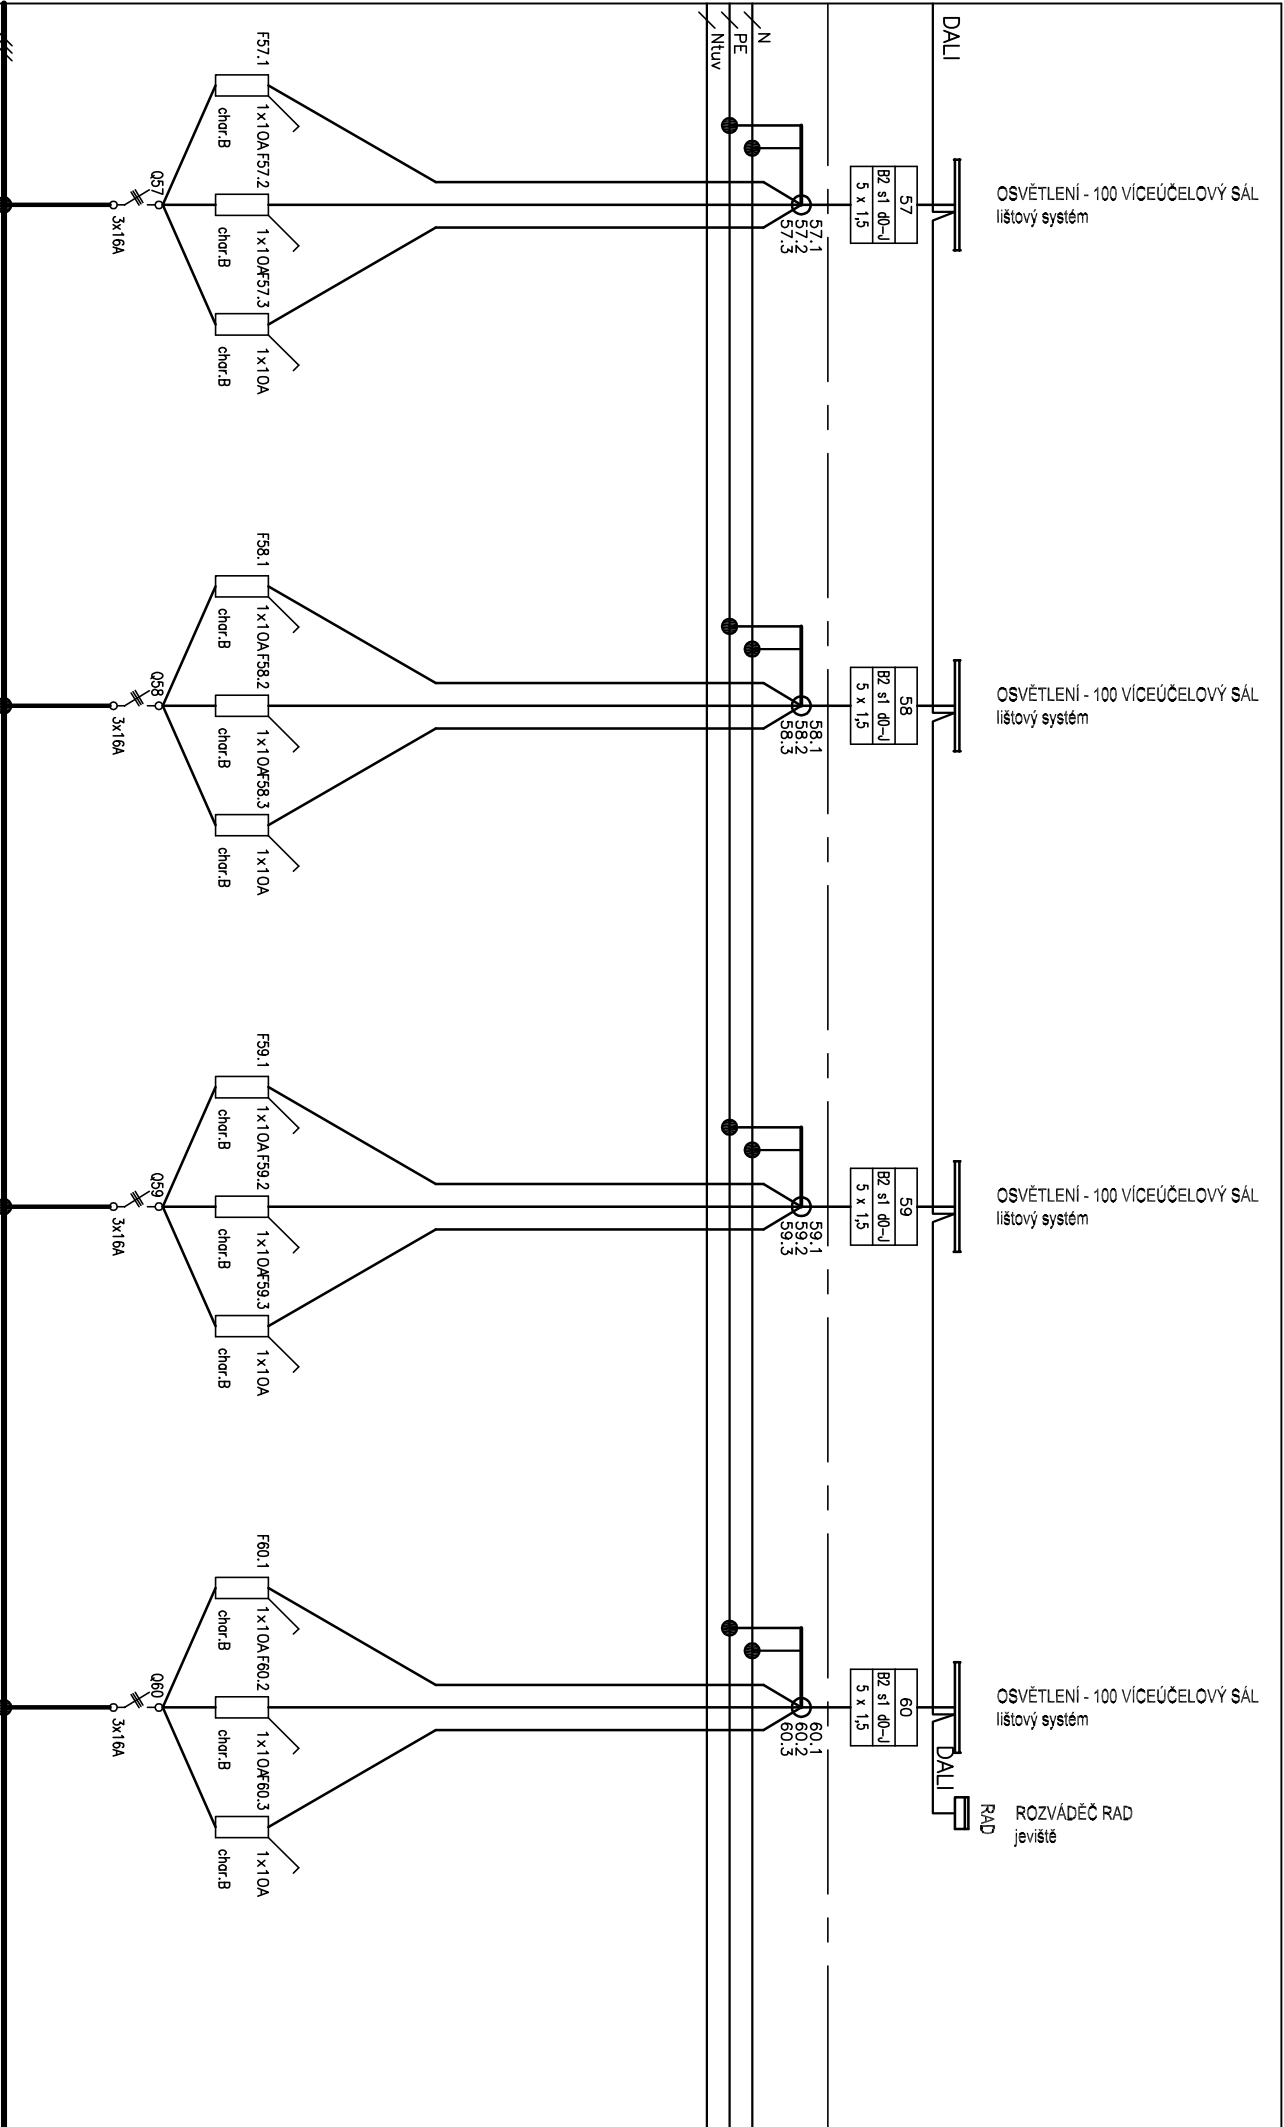 DALI
OSVĚTLENÍ - 100 VÍCEÚČELOVÝ SÁL
lištový systém
57
B2 s1 d0-J
5 x 1,5
57.1
57.2
57.3
N
PE
Ntuv
F57.1
1x10A
char.B
F57.2
1x10A
char.B
F57.3
1x10A
char.B
Q57
3x16A
OSVĚTLENÍ - 100 VÍCEÚČELOVÝ SÁL
lištový systém
58
B2 s1 d0-J
5 x 1,5
58.1
58.2
58.3
F58.1
1x10A
char.B
F58.2
1x10A
char.B
F58.3
1x10A
char.B
Q58
3x16A
OSVĚTLENÍ - 100 VÍCEÚČELOVÝ SÁL
lištový systém
59
B2 s1 d0-J
5 x 1,5
59.1
59.2
59.3
F59.1
1x10A
char.B
F59.2
1x10A
char.B
F59.3
1x10A
char.B
Q59
3x16A
OSVĚTLENÍ - 100 VÍCEÚČELOVÝ SÁL
lištový systém
60
B2 s1 d0-J
5 x 1,5
60.1
60.2
60.3
F60.1
1x10A
char.B
F60.2
1x10A
char.B
F60.3
1x10A
char.B
Q60
3x16A
DALI
RAD
ROZVÁDĚČ RAD
jeviště